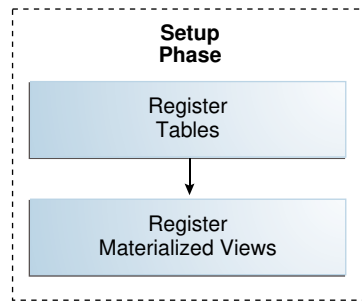 Setup
Phase
Register
Tables
Register
Materialized Views